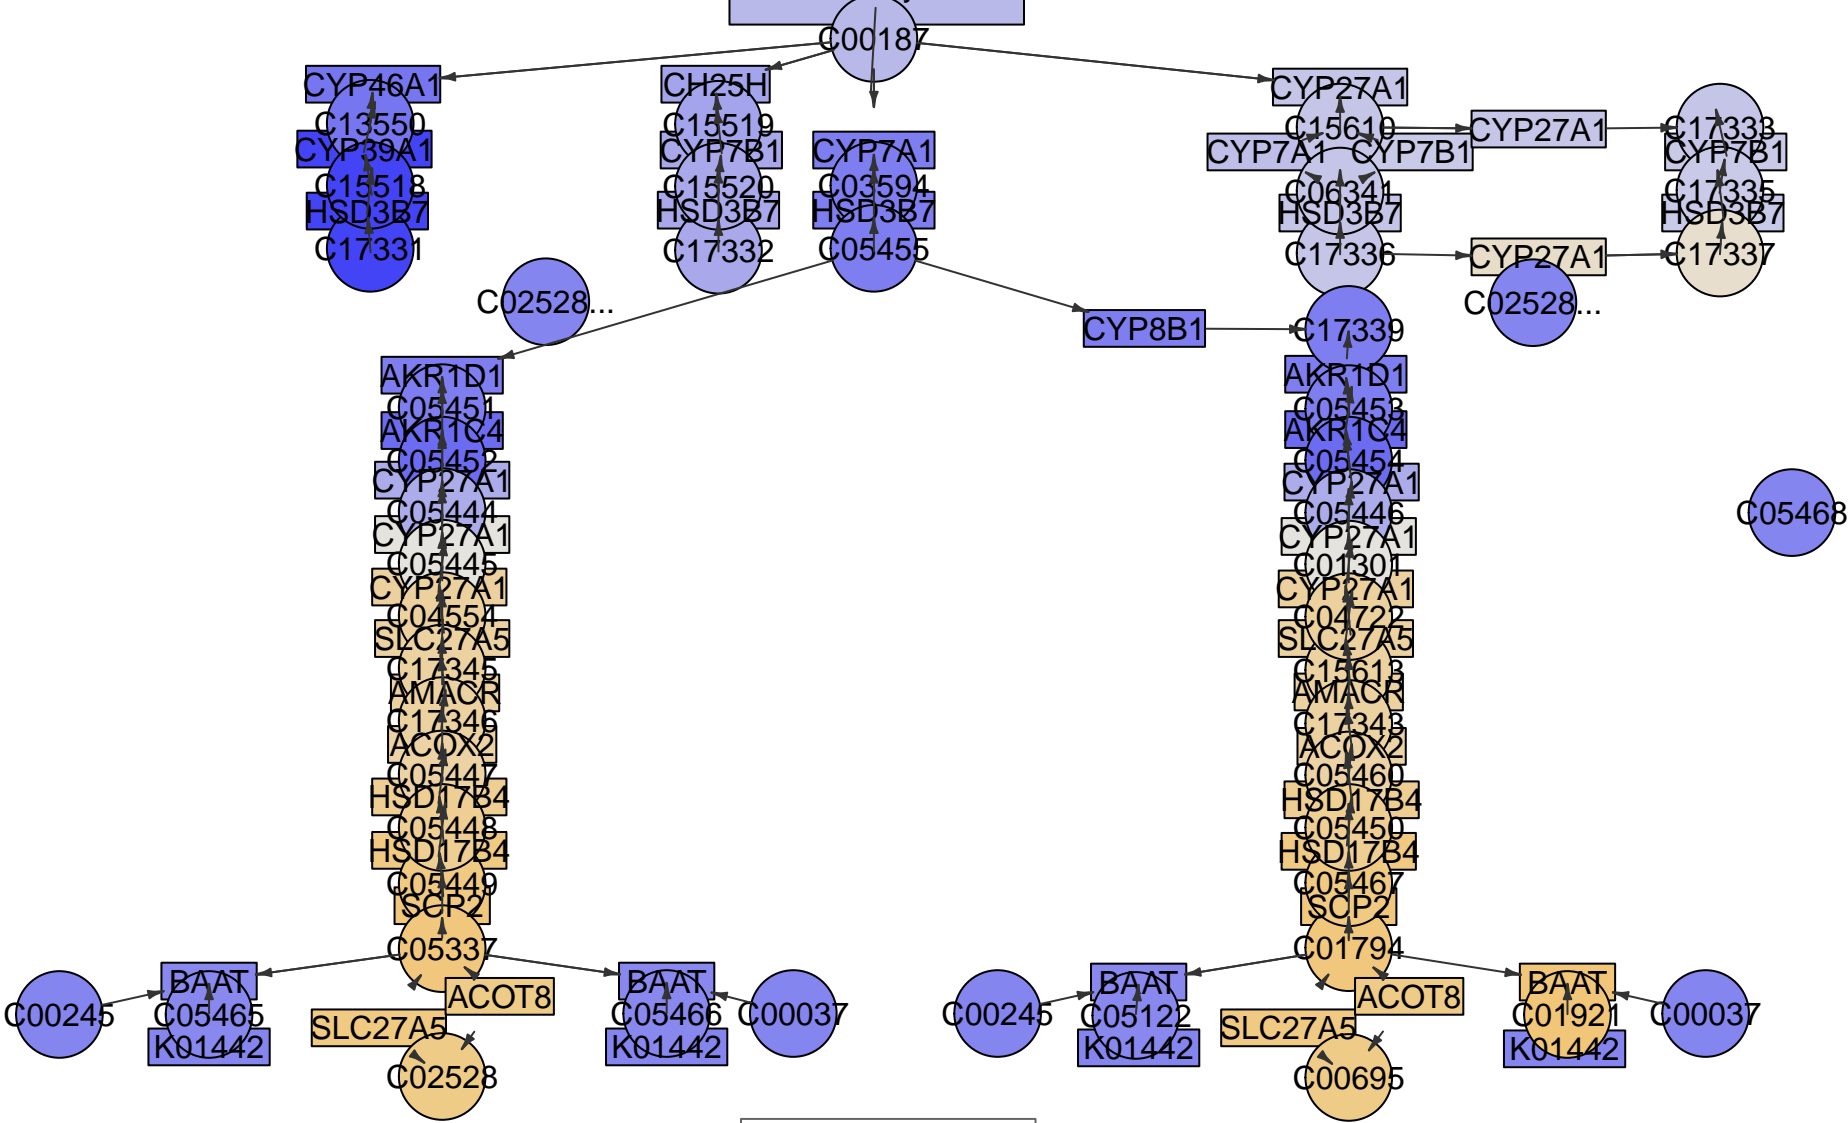 C00187
CYP46A1
C13550
CYP39A1
C15518
HSD3B7
C17331
CH25H
C15519
CYP7B1
C15520
HSD3B7
C17332
CYP7A1
C03594
HSD3B7
C05455
CYP27A1
C15610
CYP7A1
CYP7B1
C06341
HSD3B7
C17336
CYP27A1
C17333
CYP7B1
C17335
HSD3B7
CYP27A1
C17337
C02528...
C02528...
CYP8B1
C17339
AKR1D1
C05451
AKR1C4
C05452
CYP27A1
C05444
CYP27A1
C05445
CYP27A1
C04554
SLC27A5
C17345
AMACR
C17346
ACOX2
C05447
HSD17B4
C05448
HSD17B4
C05449
SCP2
C05337
AKR1D1
C05453
AKR1C4
C05454
CYP27A1
C05446
CYP27A1
C01301
CYP27A1
C04722
SLC27A5
C15613
AMACR
C17343
ACOX2
C05460
HSD17B4
C05450
HSD17B4
C05467
SCP2
C01794
C05468
C00245
BAAT
C05465
K01442
SLC27A5
ACOT8
C02528
BAAT
C05466
K01442
C00037
C00245
BAAT
C05122
K01442
SLC27A5
ACOT8
C00695
BAAT
C01921
K01442
C00037